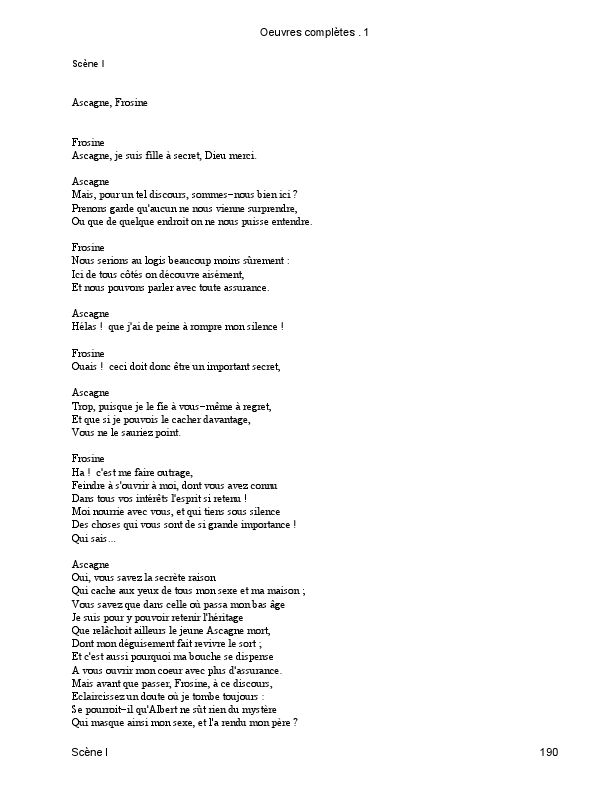 Oeuvres complètes . 1
Scène I
Ascagne, Frosine
Frosine
Ascagne, je suis fille à secret, Dieu merci.
Ascagne
Mais, pour un tel discours, sommes-nous bien ici ?
Prenons garde qu'aucun ne nous vienne surprendre,
Ou que de quelque endroit on ne nous puisse entendre.
Frosine
Nous serions au logis beaucoup moins sûrement :
Ici de tous côtés on découvre aisément,
Et nous pouvons parler avec toute assurance.
Ascagne
Hélas ! que j'ai de peine à rompre mon silence !
Frosine
Ouais ! ceci doit donc être un important secret,
Ascagne
Trop, puisque je le fie à vous-même à regret,
Et que si je pouvois le cacher davantage,
Vous ne le sauriez point.
Frosine
Ha ! c'est me faire outrage,
Feindre à s'ouvrir à moi, dont vous avez connu
Dans tous vos intérêts l'esprit si retenu !
Moi nourrie avec vous, et qui tiens sous silence
Des choses qui vous sont de si grande importance !
Qui sais...
Ascagne
Oui, vous savez la secrète raison
Qui cache aux yeux de tous mon sexe et ma maison ;
Vous savez que dans celle où passa mon bas âge
Je suis pour y pouvoir retenir l'héritage
Que relâchoit ailleurs le jeune Ascagne mort,
Dont mon déguisement fait revivre le sort ;
Et c'est aussi pourquoi ma bouche se dispense
A vous ouvrir mon coeur avec plus d'assurance.
Mais avant que passer, Frosine, à ce discours,
Eclaircissez un doute où je tombe toujours :
Se pourroit-il qu'Albert ne sût rien du mystère
Qui masque ainsi mon sexe, et l'a rendu mon père ?
Scène I
190